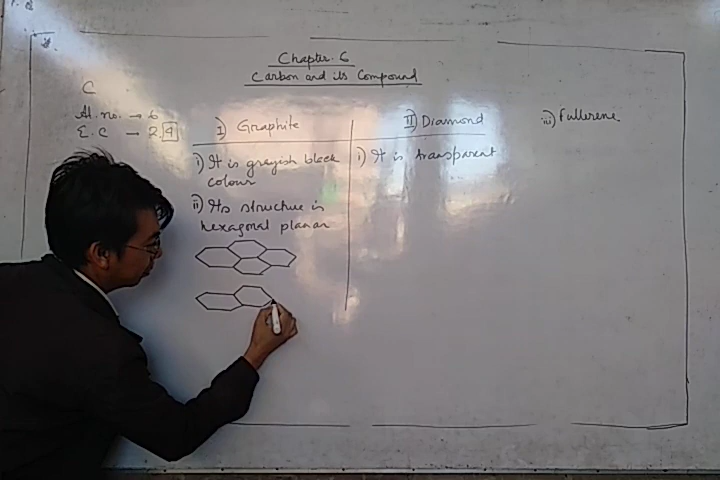 Chapter. 6
Carbon and its Compound
C
At. no. → 6
E.C → 2,4
I) Graphite
i) It is greyish black
colour
ii) Its structure is
hexagonal planar
II) Diamond
i) It is transparent
iii) Fullerene